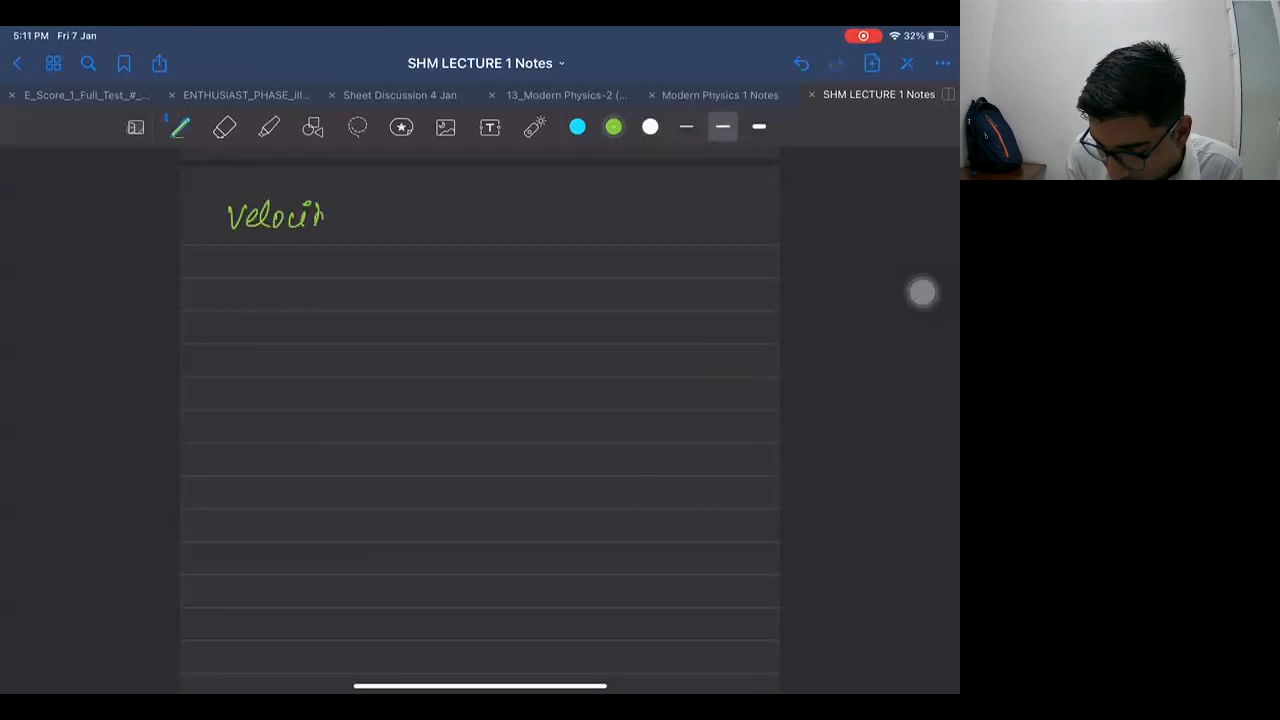 5:11 PM Fri 7 Jan
32%
SHM LECTURE 1 Notes
E_Score_1_Full_Test_#_...
ENTHUSIAST_PHASE_III...
Sheet Discussion 4 Jan
13_Modern Physics-2 (...
Modern Physics 1 Notes
SHM LECTURE 1 Notes
T
Velocit